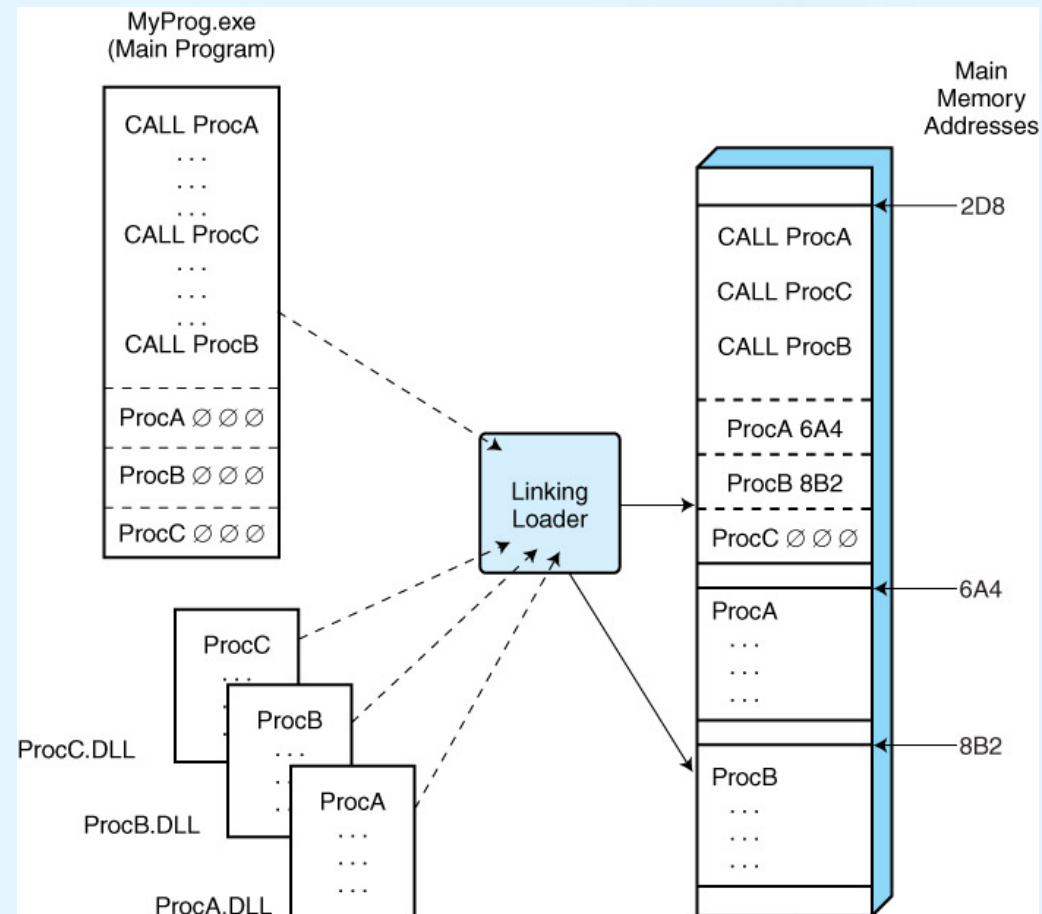 MyProg.exe
(Main Program)
CALL ProcA
. . .
. . .
. . .
CALL ProcC
. . .
. . .
. . .
CALL ProcB
ProcA ∅ ∅ ∅
ProcB ∅ ∅ ∅
ProcC ∅ ∅ ∅
ProcC
. . .
ProcC.DLL
ProcB
. . .
ProcB.DLL
ProcA
. . .
. . .
. . .
ProcA.DLL
Linking
Loader
Main
Memory
Addresses
2D8
CALL ProcA
CALL ProcC
CALL ProcB
ProcA 6A4
ProcB 8B2
ProcC ∅ ∅ ∅
6A4
ProcA
. . .
. . .
. . .
8B2
ProcB
. . .
. . .
. . .